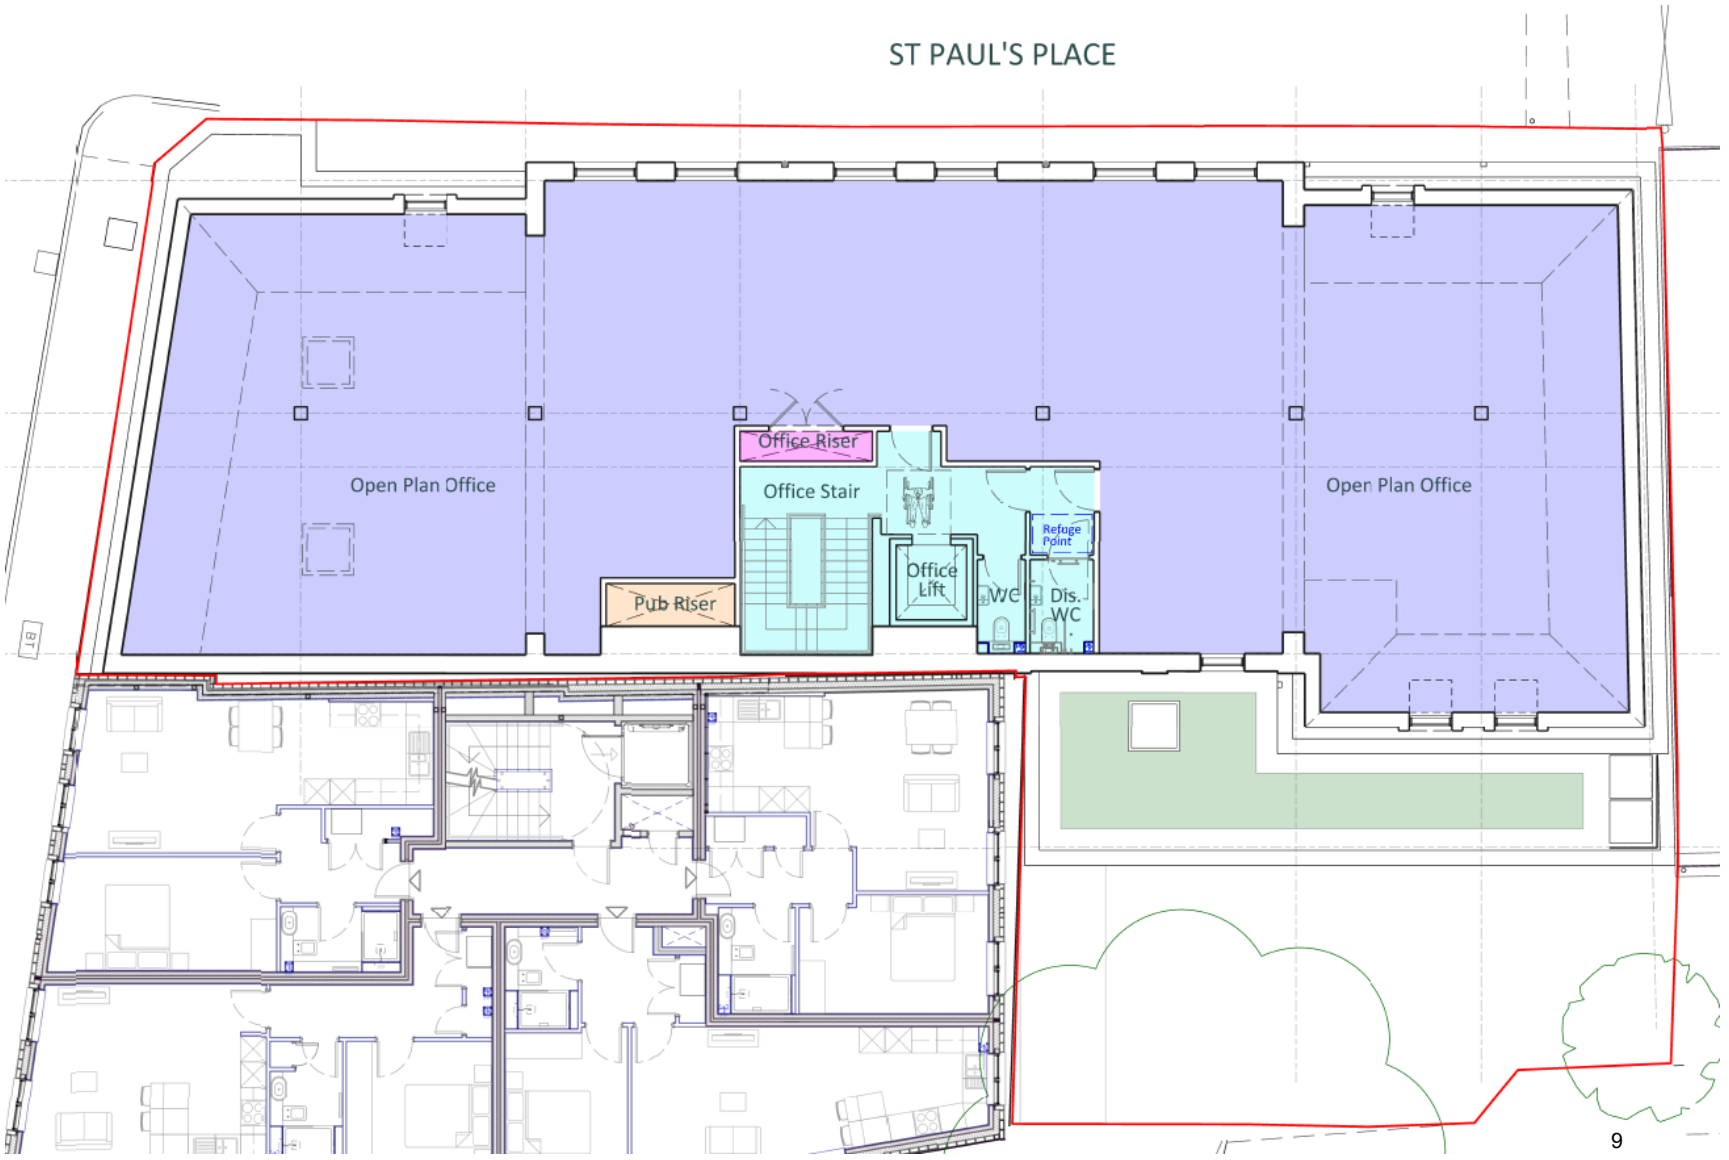 ST PAUL'S PLACE
Office Riser
Open Plan Office
Office Stair
Open Plan Office
Refuge
Point
Office
Lift
Pub Riser
WC
Dis.
WC
BT
9